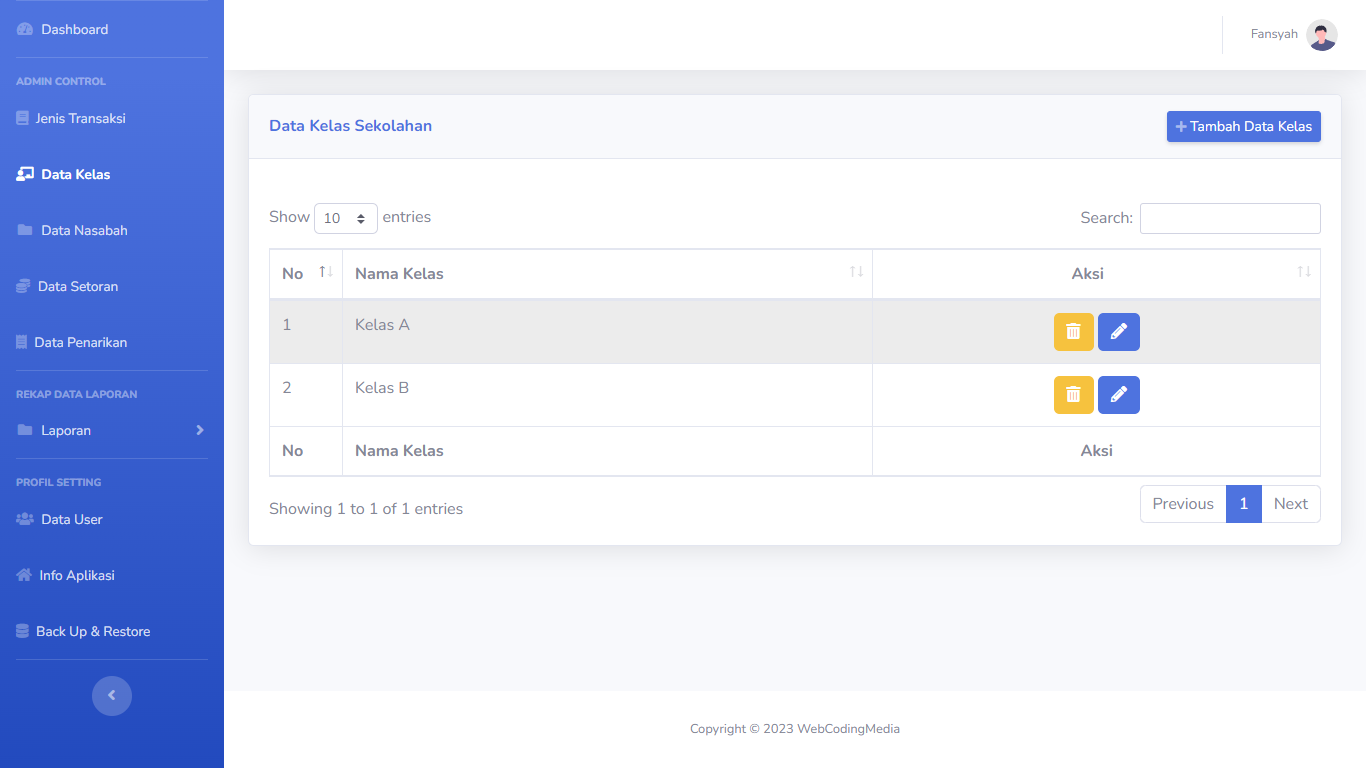 Dashboard
ADMIN CONTROL
Jenis Transaksi
Data Kelas
Data Nasabah
Data Setoran
Data Penarikan
REKAP DATA LAPORAN
Laporan
PROFIL SETTING
Data User
Info Aplikasi
Back Up & Restore
Fansyah
Data Kelas Sekolahan
Tambah Data Kelas
Show 10 entries
Search:
No Nama Kelas Aksi
1 Kelas A
2 Kelas B
No Nama Kelas Aksi
Showing 1 to 1 of 1 entries
Previous 1 Next
Copyright © 2023 WebCodingMedia